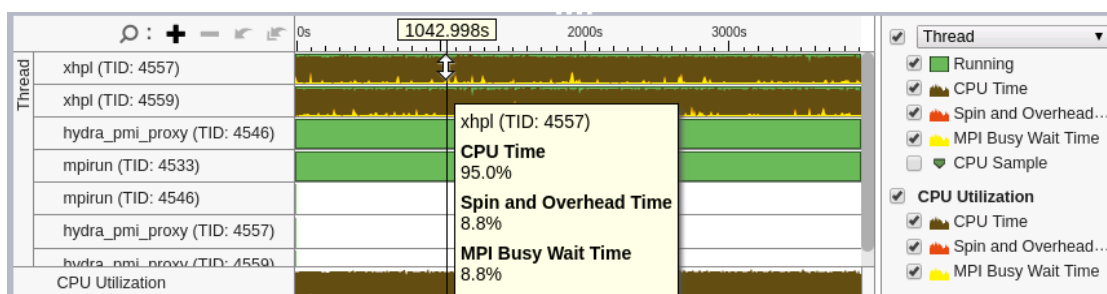 0s
1042.998s
2000s
3000s
Thread
xhpl (TID: 4557)
xhpl (TID: 4559)
hydra_pmi_proxy (TID: 4546)
mpirun (TID: 4533)
mpirun (TID: 4546)
hydra_pmi_proxy (TID: 4557)
hydra_pmi_proxy (TID: 4559)
CPU Utilization
xhpl (TID: 4557)
CPU Time
95.0%
Spin and Overhead Time
8.8%
MPI Busy Wait Time
8.8%
Thread
Running
CPU Time
Spin and Overhead...
MPI Busy Wait Time
CPU Sample
CPU Utilization
CPU Time
Spin and Overhead...
MPI Busy Wait Time